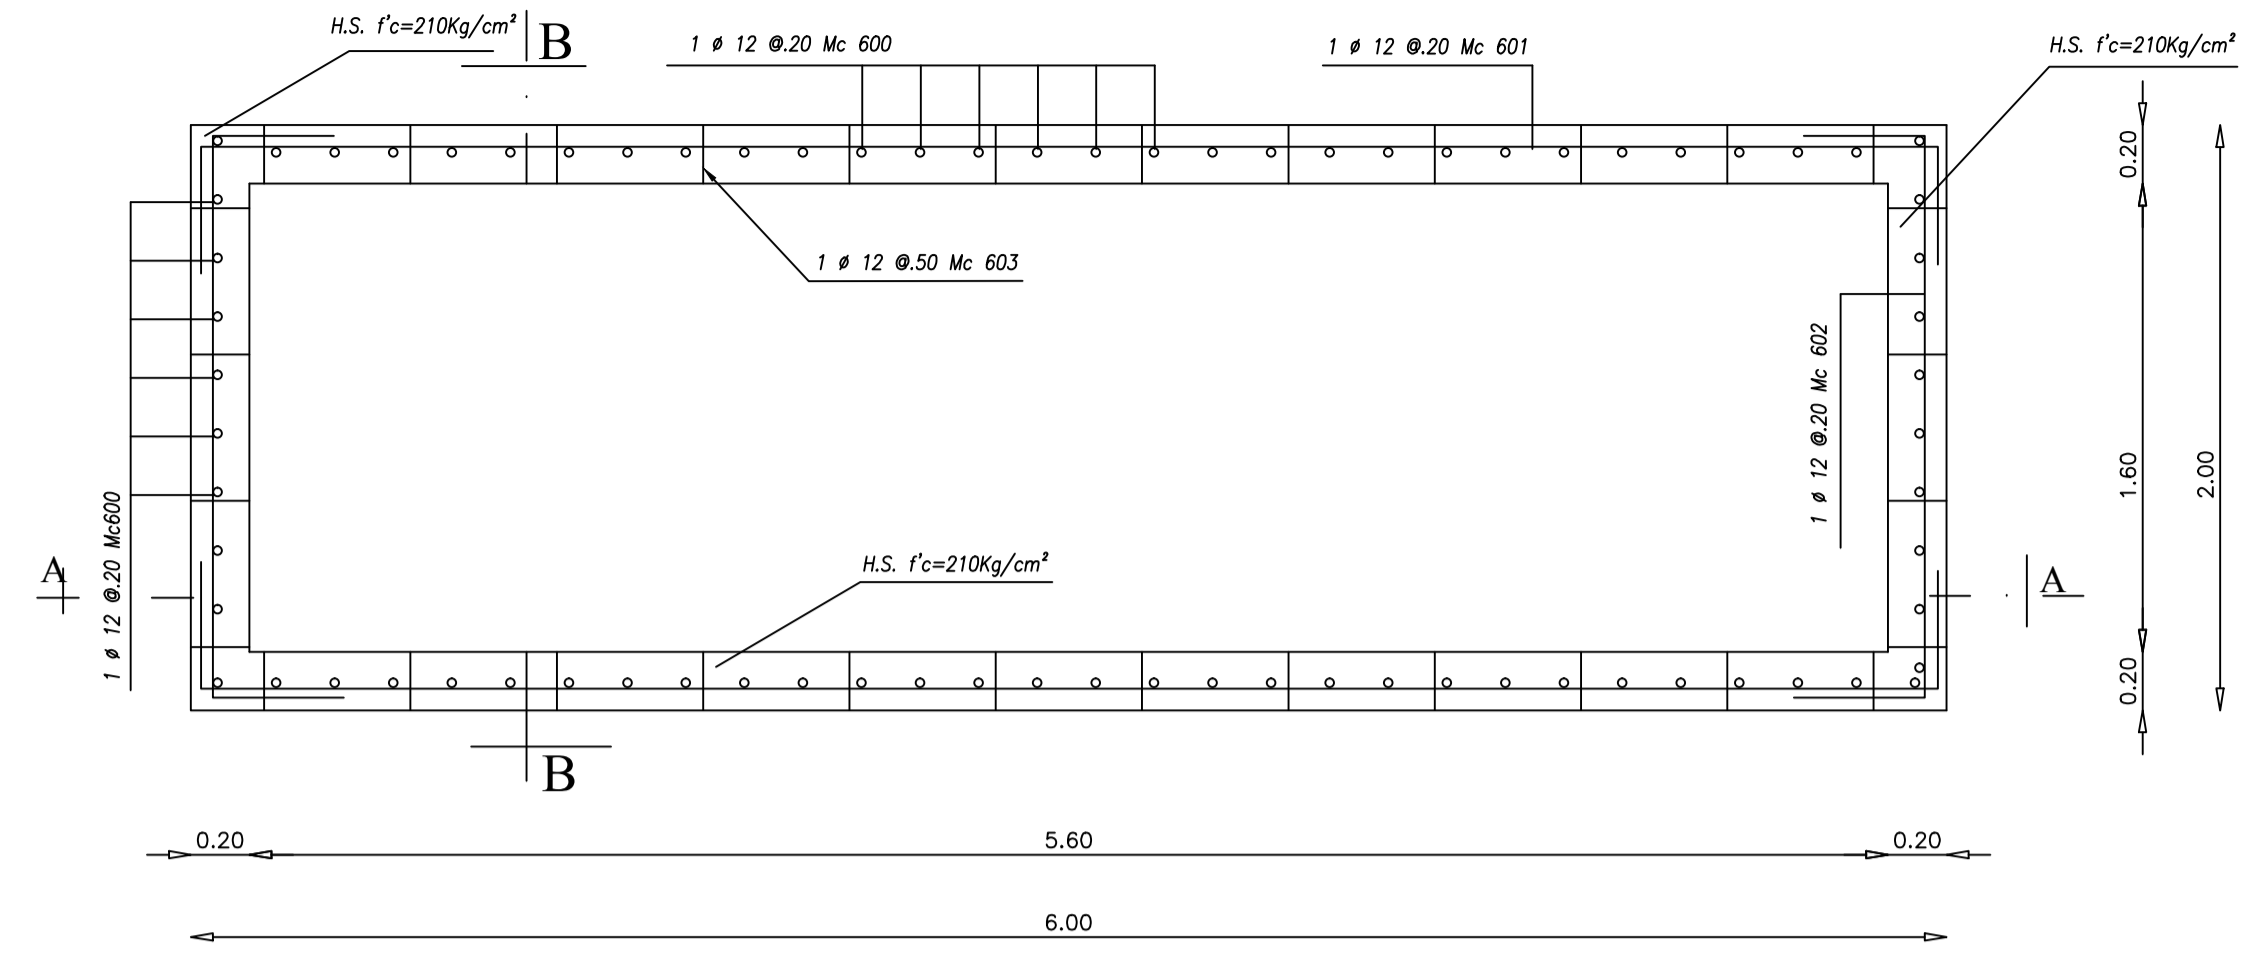 H.S. f'c=210Kg/cm²
B
1 ø 12 @.20 Mc 600
1 ø 12 @.20 Mc 601
H.S. f'c=210Kg/cm²
0.20
1 ø 12 @.50 Mc 603
1 ø 12 @.20 Mc 602
1.60
2.00
1 ø 12 @.20 Mc600
H.S. f'c=210Kg/cm²
A
A
0.20
B
0.20
5.60
0.20
6.00